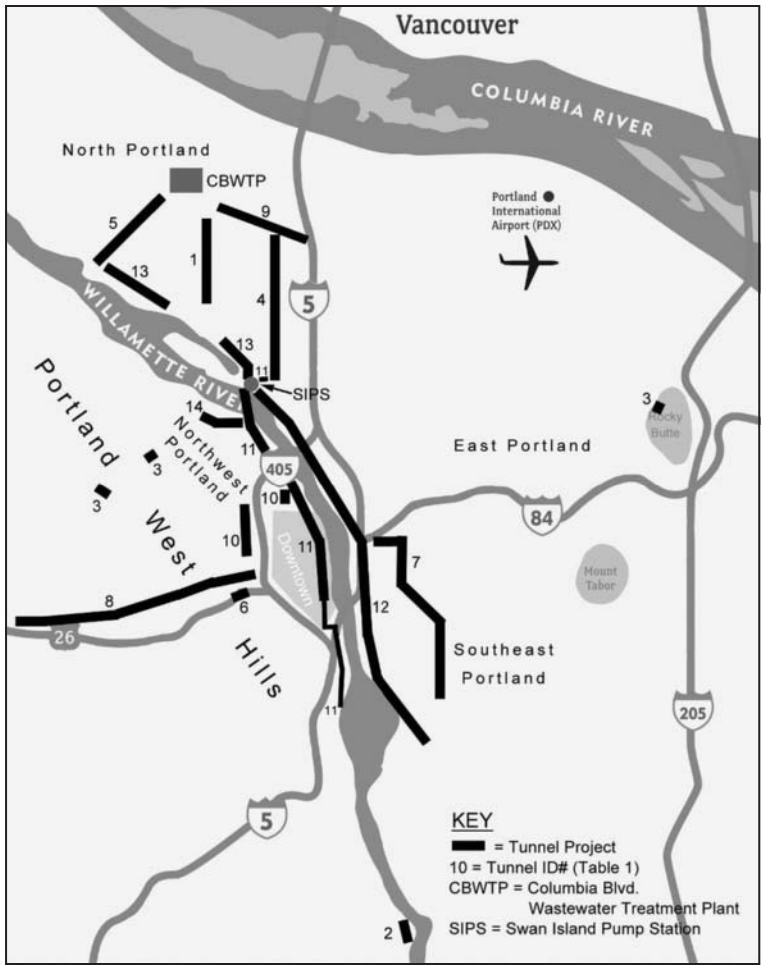 Vancouver
COLUMBIA RIVER
North Portland
CBWTP
Portland
International
Airport (PDX)
5
9
1
13
4
5
WILLAMETTE RIVER
13
11
SIPS
Portland
West
Hills
14
11
Northwest
Portland
3
3
405
10
10
Downtown
11
East Portland
3
Rocky
Butte
84
7
Mount
Tabor
12
8
6
26
Southeast
Portland
11
205
5
2
KEY
= Tunnel Project
10 = Tunnel ID# (Table 1)
CBWTP = Columbia Blvd.
Wastewater Treatment Plant
SIPS = Swan Island Pump Station